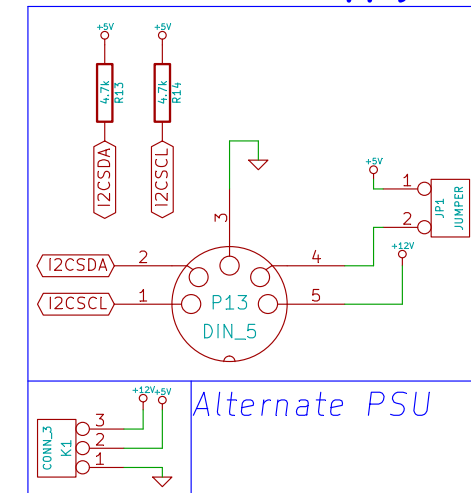 +5V
+5V
4.7k
R13
4.7k
R14
I2CSDA
I2CSCL
3
+5V
1
2
JP1
JUMPER
+12V
I2CSDA
2
4
I2CSCL
1
5
P13
DIN_5
+12V
+5V
CONN_3
K1
3
2
1
Alternate PSU